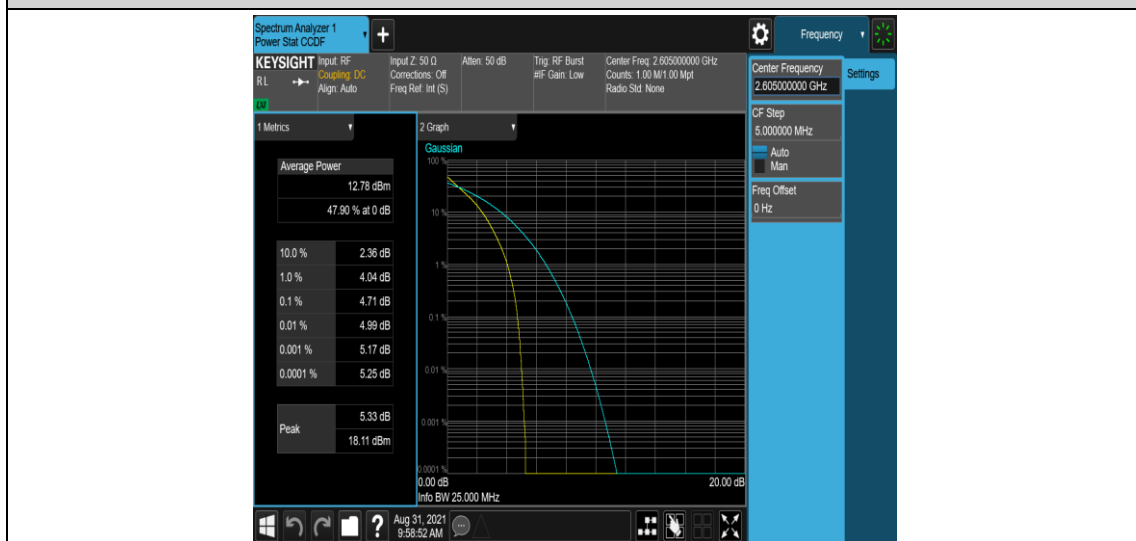 Spectrum Analyzer 1
Power Stat CCDF
+
Frequency
KEYSIGHT
R L
LXI
Input: RF
Coupling: DC
Align: Auto
Input Z: 50 Ω
Corrections: Off
Freq Ref: Int (S)
Atten: 50 dB
Trig: RF Burst
#IF Gain: Low
Center Freq: 2.605000000 GHz
Counts: 1.00 M/1.00 Mpt
Radio Std: None
Center Frequency
2.605000000 GHz
Settings
CF Step
5.000000 MHz
Auto
Man
Freq Offset
0 Hz
1 Metrics
Average Power
12.78 dBm
47.90 % at 0 dB
10.0 % 2.36 dB
1.0 % 4.04 dB
0.1 % 4.71 dB
0.01 % 4.99 dB
0.001 % 5.17 dB
0.0001 % 5.25 dB
Peak
5.33 dB
18.11 dBm
2 Graph
Gaussian
100 %
10 %
1 %
0.1 %
0.01 %
0.001 %
0.0001 %
0.00 dB 20.00 dB
Info BW 25.000 MHz
?
Aug 31, 2021
9:58:52 AM